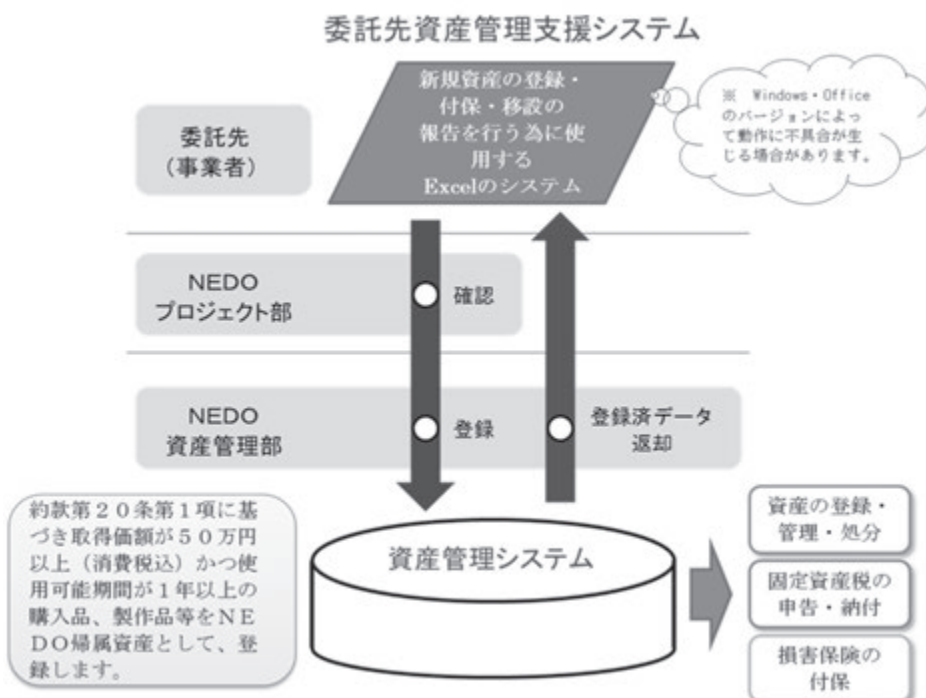 委託先資産管理支援システム
新規資産の登録・
付保・移設の
報告を行う為に使
用する
Excelのシステム
※ Windows・Office
のバージョンによっ
て動作に不具合が生
じる場合があります。
委託先
（事業者）
NEDO
プロジェクト部
確認
NEDO
資産管理部
登録
登録済データ
返却
約款第２０条第１項に基
づき取得価額が５０万円
以上（消費税込）かつ使
用可能期間が１年以上の
購入品、製作品等をＮＥ
ＤＯ帰属資産として、登
録します。
資産管理システム
資産の登録・
管理・処分
固定資産税の
申告・納付
損害保険の
付保